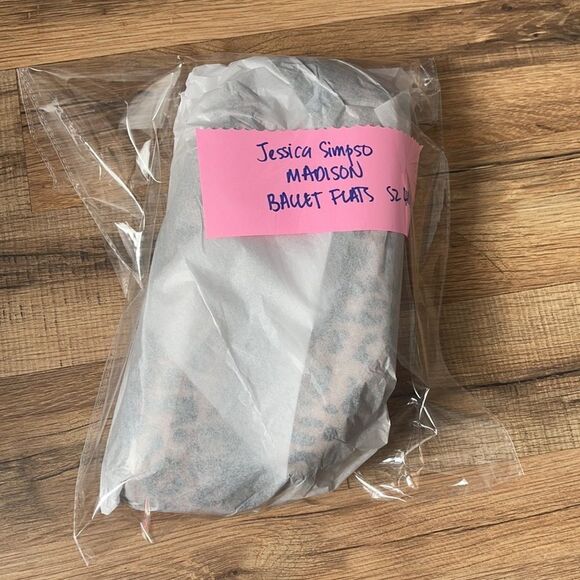 Jessica Simpso
MADISON
BALLET FLATS SZ